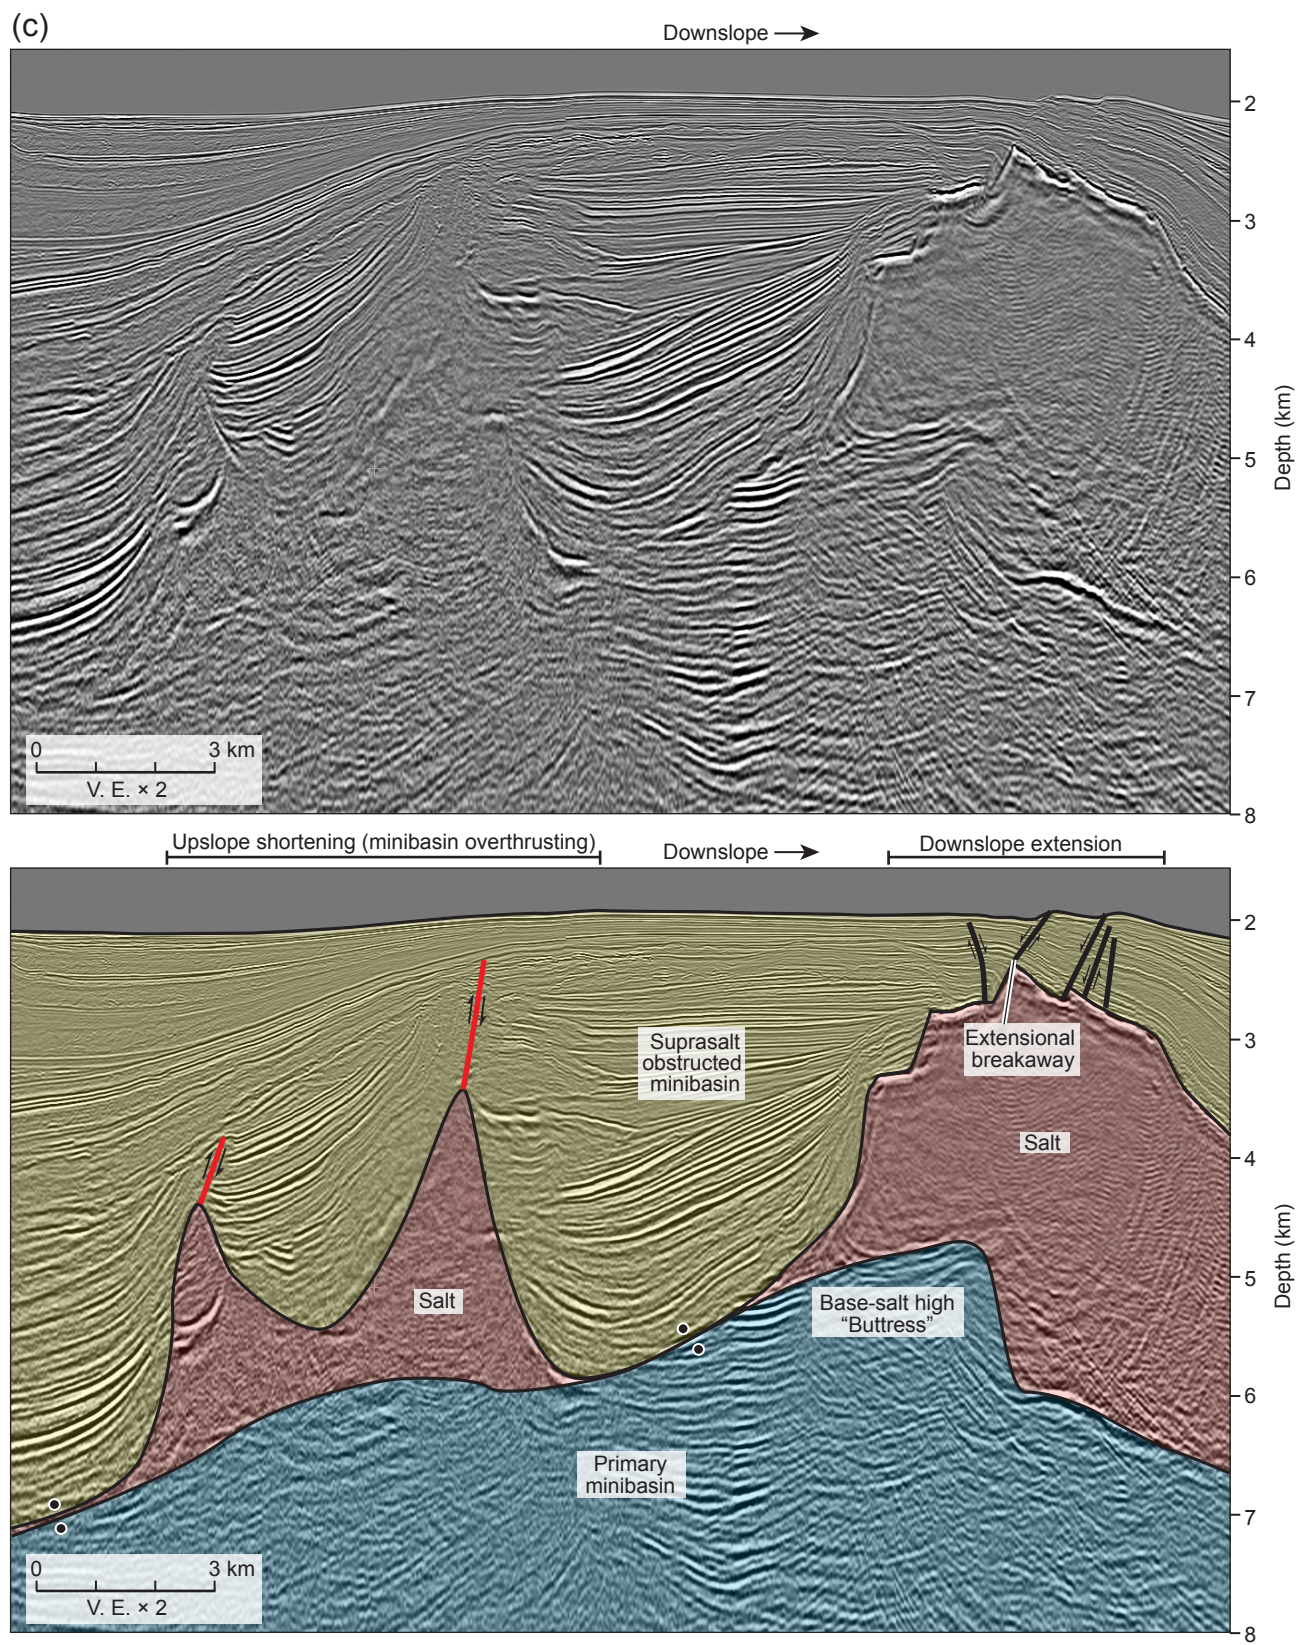 (c)
Downslope
2
3
4
5
6
7
8
Depth (km)
0 3 km
V. E. × 2
Upslope shortening (minibasin overthrusting)
Downslope
Downslope extension
2
3
4
5
6
7
8
Depth (km)
Suprasalt
obstructed
minibasin
Extensional
breakaway
Salt
Salt
Base-salt high
“Buttress”
Primary
minibasin
0 3 km
V. E. × 2